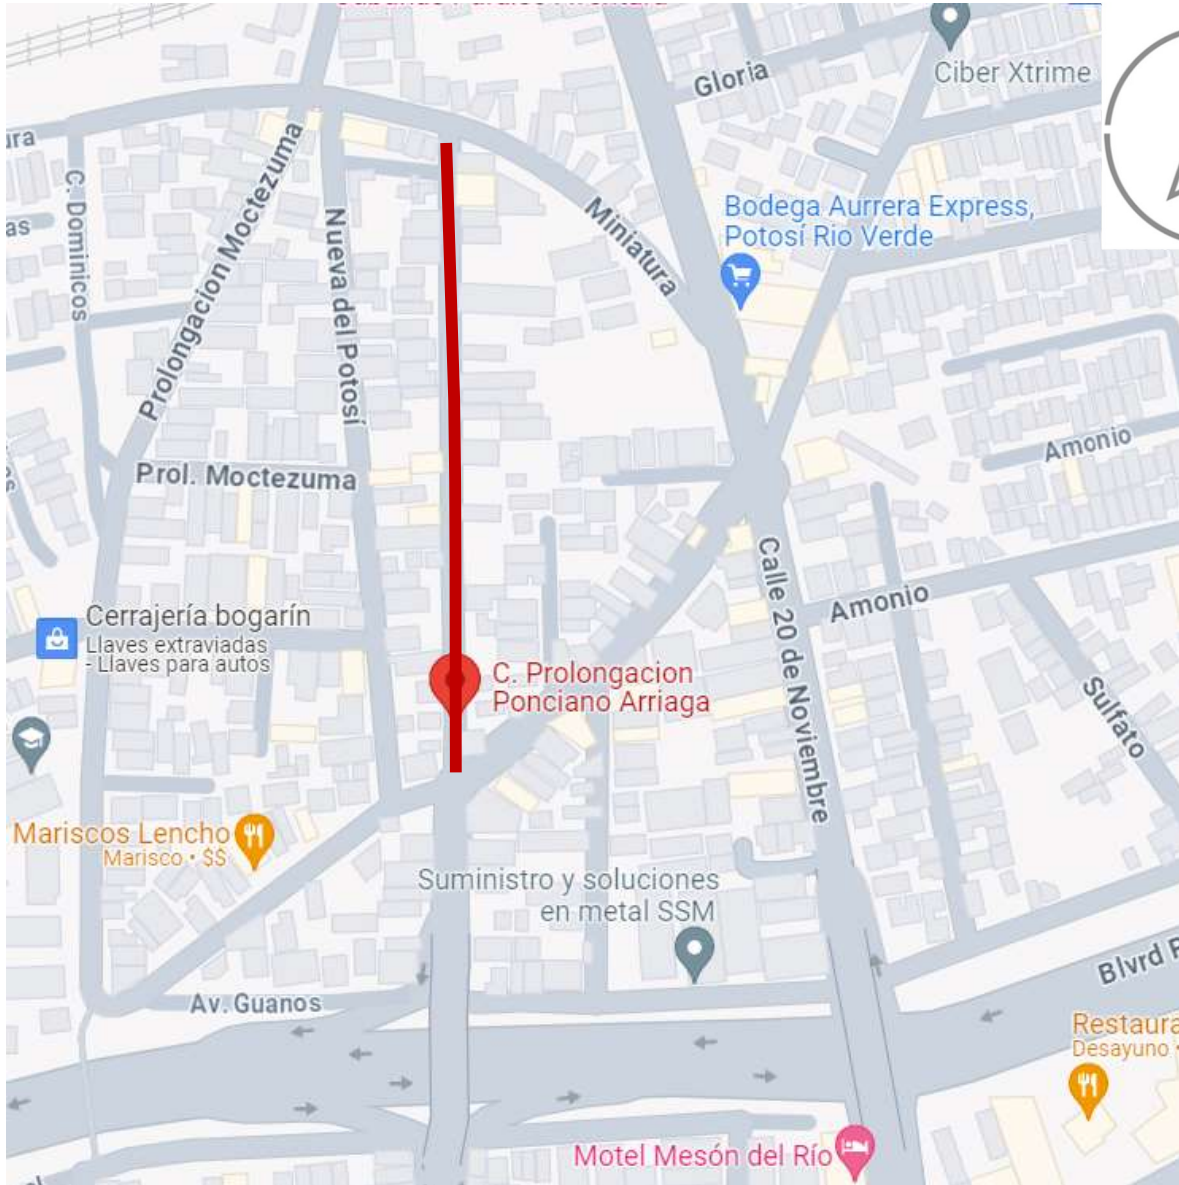 Gloria
Ciber Xtrime
ura
C. Dominicos
as
Prolongacion Moctezuma
Nueva del Potosí
Miniatura
Bodega Aurrera Express,
Potosí Rio Verde
Prol. Moctezuma
Amonio
Cerrajería bogarín
Llaves extraviadas
- Llaves para autos
Calle 20 de Noviembre
Amonio
C. Prolongacion
Ponciano Arriaga
Sulfato
Mariscos Lencho
Marisco • $$
Suministro y soluciones
en metal SSM
Av. Guanos
Blvrd
Restaura
Desayuno •
Motel Mesón del Río